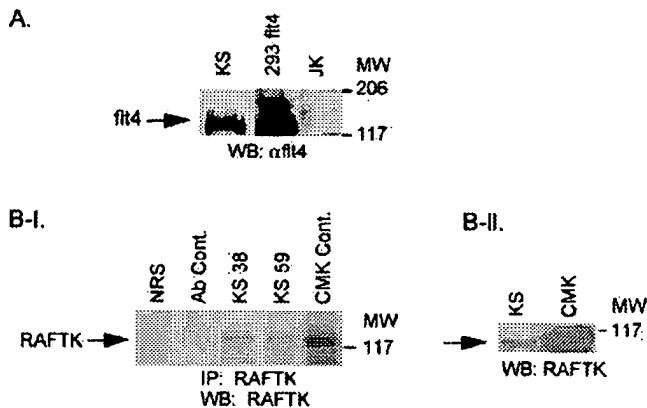 A.
KS
293 flt4
JK
MW
206
flt4
117
WB: αflt4
B-I.
B-II.
NRS
Ab Cont.
KS 38
KS 59
CMK Cont.
KS
CMK
MW
RAFTK
MW
117
117
IP: RAFTK
WB: RAFTK
WB: RAFTK